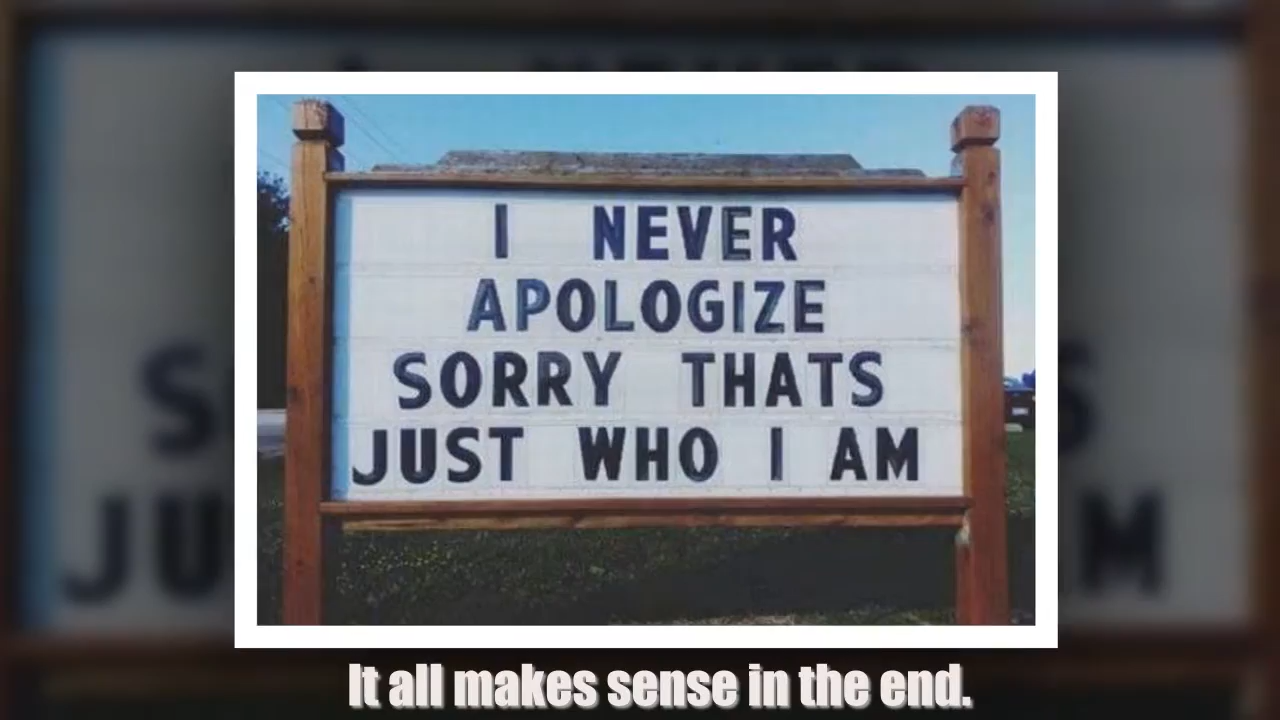 I NEVER
APOLOGIZE
SORRY THATS
JUST WHO I AM
It all makes sense in the end.